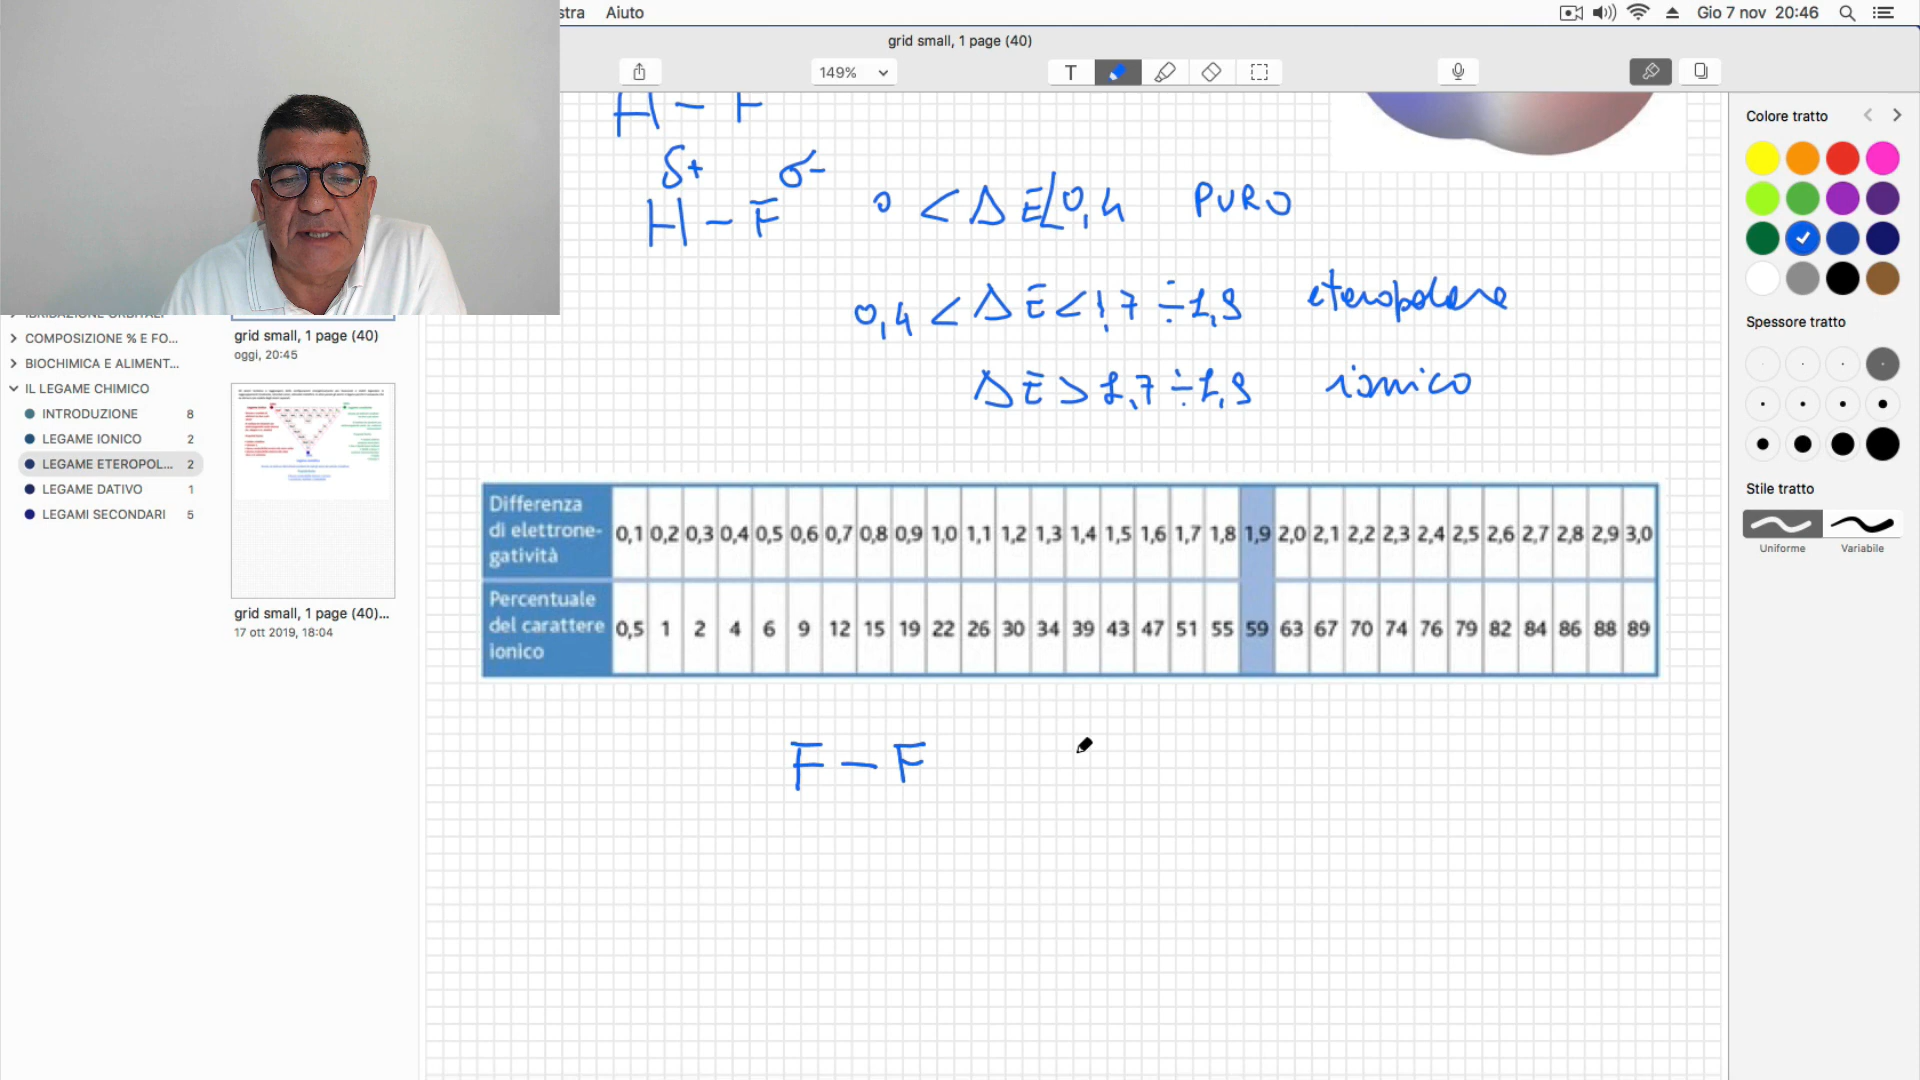 stra Aiuto
Gio 7 nov 20:46
grid small, 1 page (40)
149%
T
H – F
δ+ σ–
H – F 0 < Δ E < 0,4 PURO
0,4 < Δ E < 1,7 ÷ 1,9 eteropolare
Δ E > 1,7 ÷ 1,9 ionico
grid small, 1 page (40)
oggi, 20:45
COMPOSIZIONE % E FO...
BIOCHIMICA E ALIMENT...
IL LEGAME CHIMICO
INTRODUZIONE 8
LEGAME IONICO 2
LEGAME ETEROPOL... 2
LEGAME DATIVO 1
LEGAMI SECONDARI 5
grid small, 1 page (40)...
17 ott 2019, 18:04
Differenza
di elettrone-
gatività
0,1 0,2 0,3 0,4 0,5 0,6 0,7 0,8 0,9 1,0 1,1 1,2 1,3 1,4 1,5 1,6 1,7 1,8 1,9 2,0 2,1 2,2 2,3 2,4 2,5 2,6 2,7 2,8 2,9 3,0
Percentuale
del carattere
ionico
0,5 1 2 4 6 9 12 15 19 22 26 30 34 39 43 47 51 55 59 63 67 70 74 76 79 82 84 86 88 89
F – F
Colore tratto
Spessore tratto
Stile tratto
Uniforme Variabile